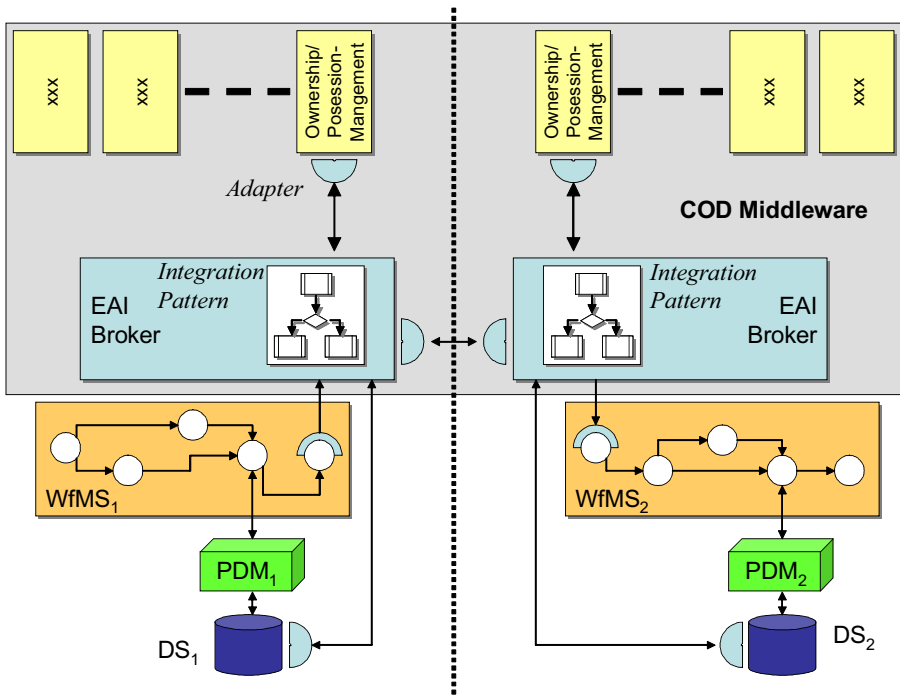 xxx
xxx
Ownership/
Posession-
Mangement
Ownership/
Posession-
Mangement
xxx
xxx
Adapter
COD Middleware
Integration
Pattern
EAI
Broker
Integration
Pattern
EAI
Broker
WfMS1
WfMS2
PDM1
PDM2
DS1
DS2